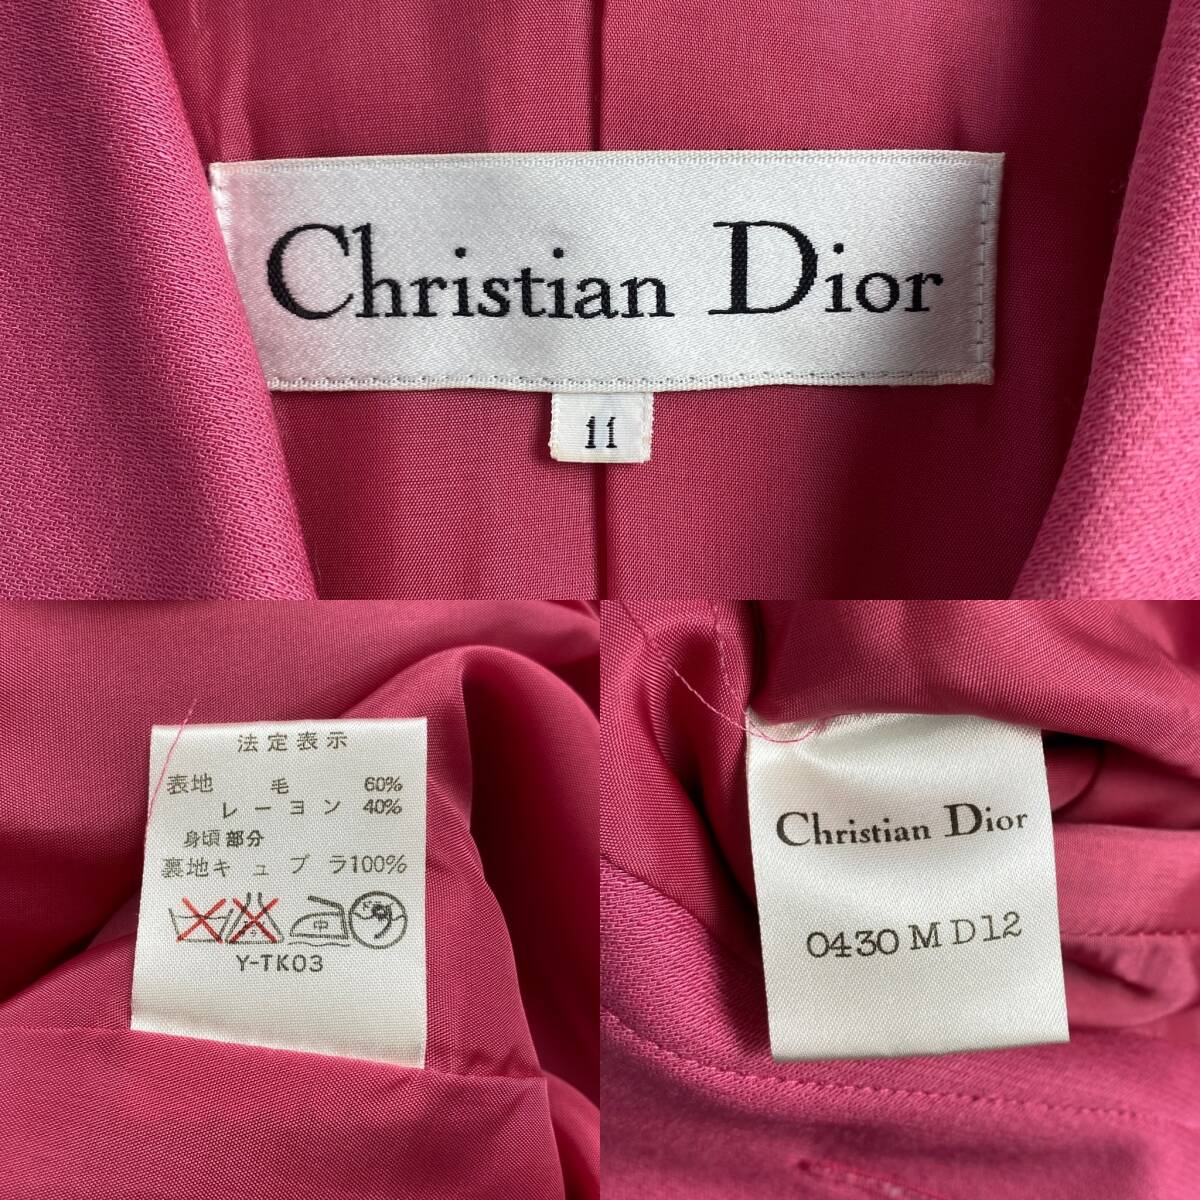 Christian Dior
11
法定表示
表地 毛 60%
レーヨン 40%
身頃部分
裏地キュプラ100%
中
ドライ
Y-TK03
Christian Dior
0430 M D12